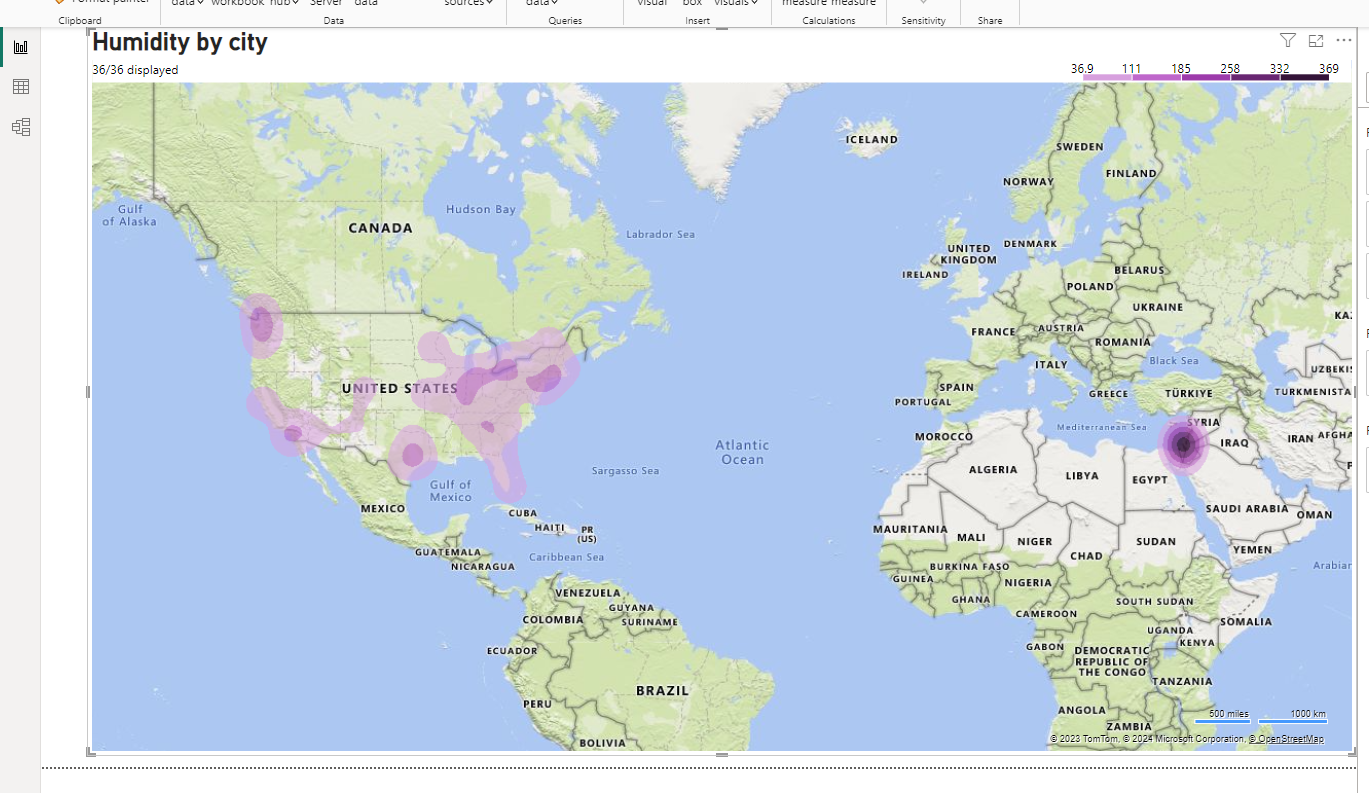 Format painter
data workbook hub Server data sources data visual box visuals measure measure
Clipboard Data Queries Insert Calculations Sensitivity Share
Humidity by city
36/36 displayed
36.9 111 185 258 332 369
ICELAND
SWEDEN
FINLAND
NORWAY
Gulf
of Alaska
Hudson Bay
CANADA
Labrador Sea
UNITED
KINGDOM
DENMARK
IRELAND
BELARUS
POLAND
UKRAINE
FRANCE
AUSTRIA
ROMANIA
Black Sea
ITALY
UNITED STATES
SPAIN
PORTUGAL
GREECE
TÜRKIYE
TURKMENISTA
Mediterranean Sea
SYRIA
MOROCCO
IRAQ
IRAN
AFGHA
Atlantic
Ocean
Sargasso Sea
ALGERIA
LIBYA
EGYPT
Gulf of
Mexico
MEXICO
CUBA
HAITI
PR
(US)
SAUDI ARABIA
OMAN
MAURITANIA
MALI
NIGER
CHAD
SUDAN
YEMEN
GUATEMALA
NICARAGUA
Caribbean Sea
BURKINA FASO
GUINEA
NIGERIA
GHANA
CAMEROON
SOUTH SUDAN
SOMALIA
Arabian
VENEZUELA
GUYANA
COLOMBIA
SURINAME
ECUADOR
UGANDA
KENYA
GABON
DEMOCRATIC
REPUBLIC OF
THE CONGO
TANZANIA
BRAZIL
PERU
ANGOLA
ZAMBIA
BOLIVIA
500 miles 1000 km
© 2023 TomTom, © 2024 Microsoft Corporation, © OpenStreetMap